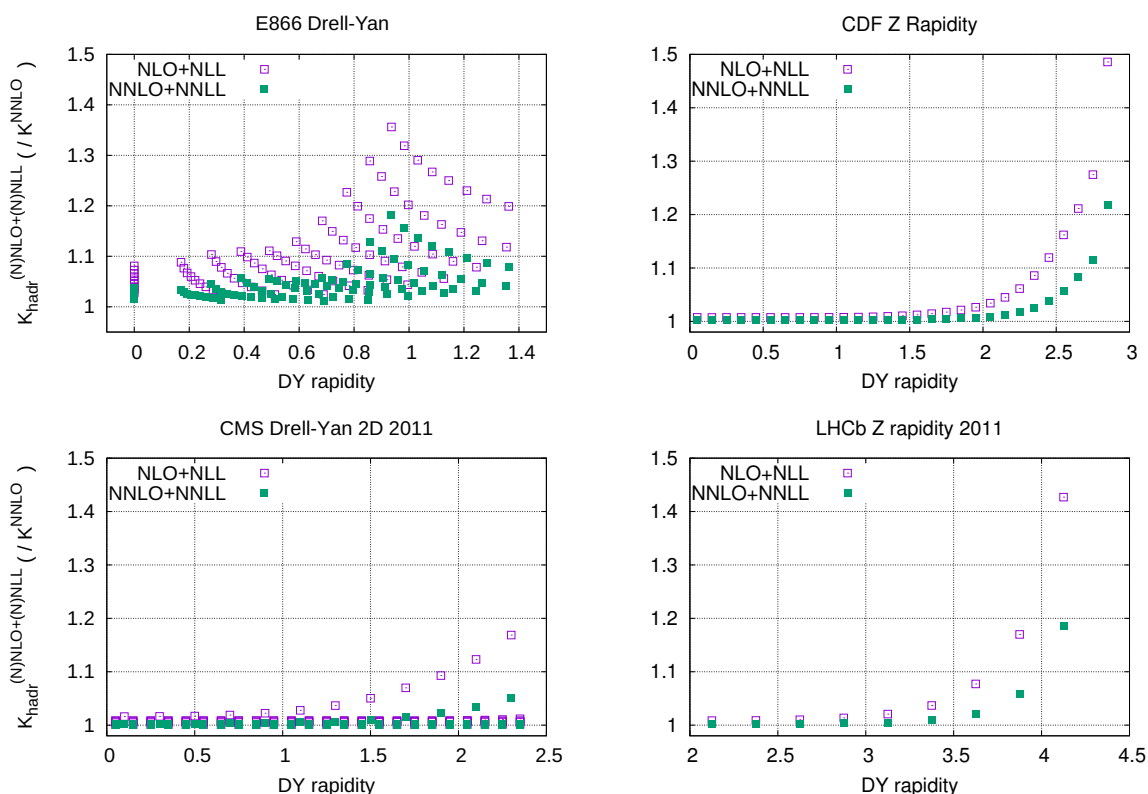 E866 Drell-Yan
K_hadr^(N)NLO+(N)NLL ( / K^NNLO )
1.5
1.4
1.3
1.2
1.1
1
NLO+NLL
NNLO+NNLL
0 0.2 0.4 0.6 0.8 1 1.2 1.4
DY rapidity
CDF Z Rapidity
1.5
1.4
1.3
1.2
1.1
1
NLO+NLL
NNLO+NNLL
0 0.5 1 1.5 2 2.5 3
DY rapidity
CMS Drell-Yan 2D 2011
K_hadr^(N)NLO+(N)NLL ( / K^NNLO )
1.5
1.4
1.3
1.2
1.1
1
NLO+NLL
NNLO+NNLL
0 0.5 1 1.5 2 2.5
DY rapidity
LHCb Z rapidity 2011
1.5
1.4
1.3
1.2
1.1
1
NLO+NLL
NNLO+NNLL
2 2.5 3 3.5 4 4.5
DY rapidity